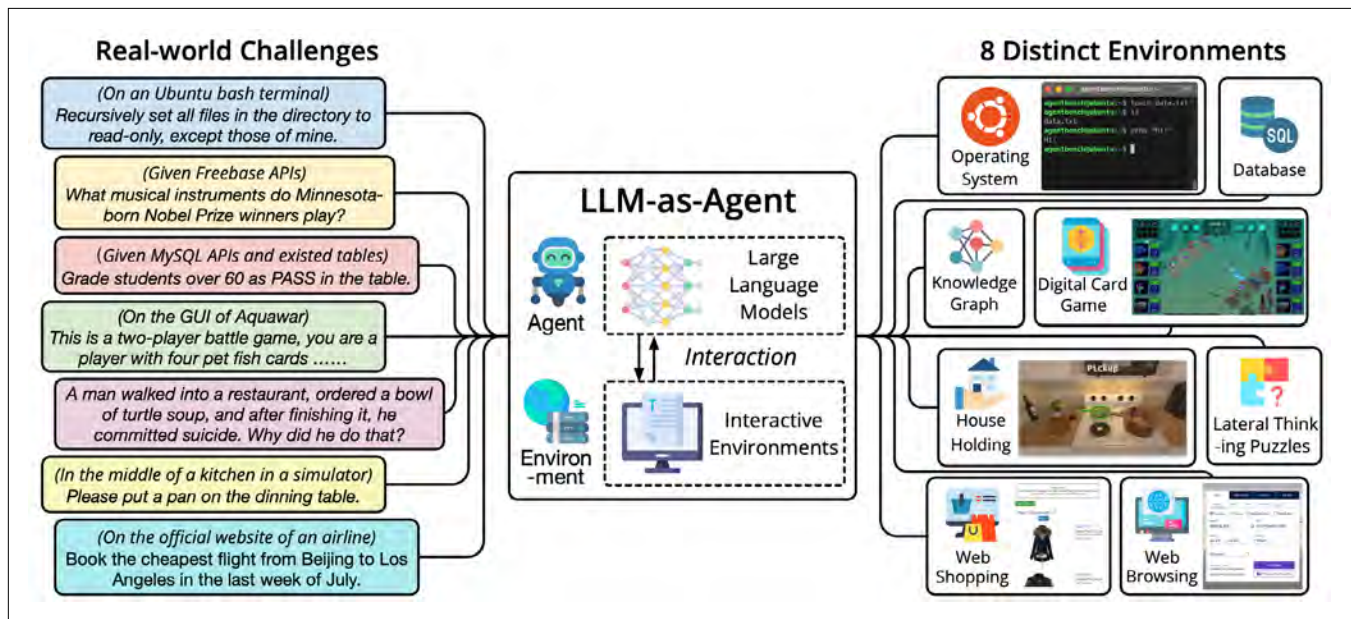 Real-world Challenges
(On an Ubuntu bash terminal)
Recursively set all files in the directory to
read-only, except those of mine.
(Given Freebase APIs)
What musical instruments do Minnesota-
born Nobel Prize winners play?
(Given MySQL APIs and existed tables)
Grade students over 60 as PASS in the table.
(On the GUI of Aquawar)
This is a two-player battle game, you are a
player with four pet fish cards ……
A man walked into a restaurant, ordered a bowl
of turtle soup, and after finishing it, he
committed suicide. Why did he do that?
(In the middle of a kitchen in a simulator)
Please put a pan on the dinning table.
(On the official website of an airline)
Book the cheapest flight from Beijing to Los
Angeles in the last week of July.
LLM-as-Agent
Agent
Large
Language
Models
Interaction
Environ
-ment
T
Interactive
Environments
8 Distinct Environments
Operating
System
SQL
Database
Knowledge
Graph
Digital Card
Game
House
Holding
Pickup
?
Lateral Think
-ing Puzzles
Web
Shopping
Web
Browsing